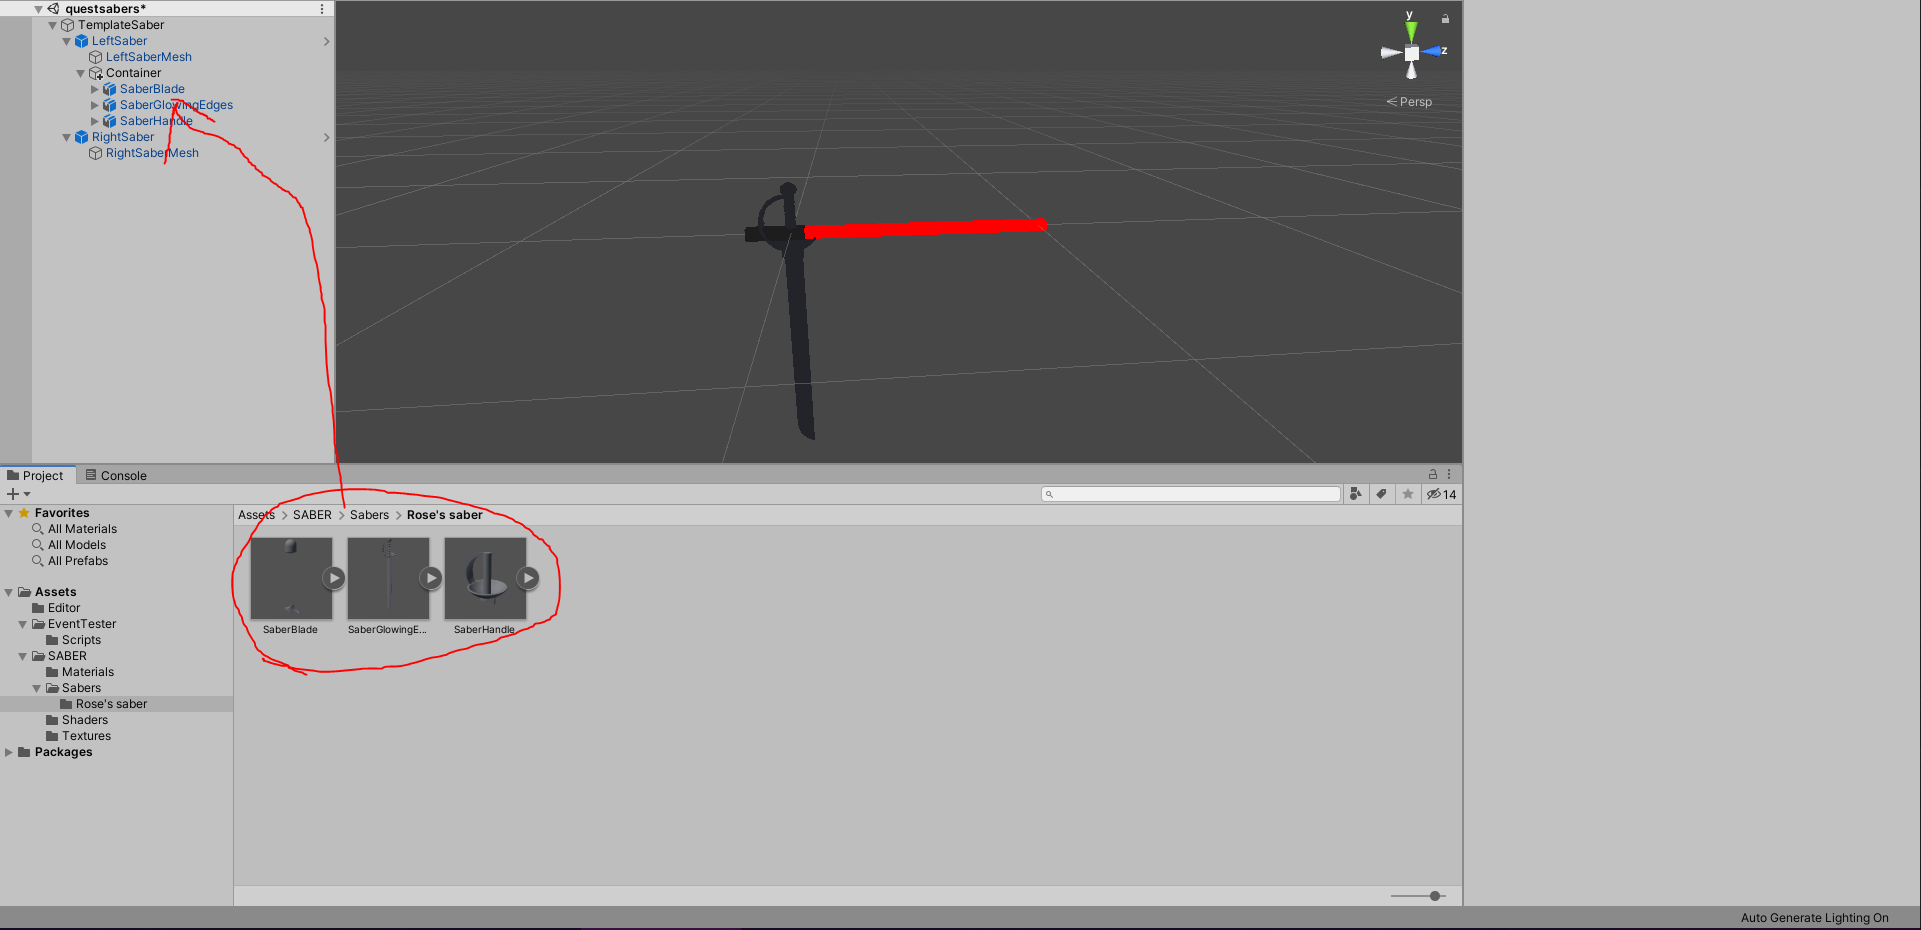 questsabers*
TemplateSaber
LeftSaber
LeftSaberMesh
Container
SaberBlade
SaberGlowingEdges
SaberHandle
RightSaber
RightSaberMesh
y
z
Persp
Project
Console
14
Favorites
All Materials
All Models
All Prefabs
Assets
Editor
EventTester
Scripts
SABER
Materials
Sabers
Rose's saber
Shaders
Textures
Packages
Assets > SABER > Sabers > Rose's saber
SaberBlade
SaberGlowingE...
SaberHandle
Auto Generate Lighting On